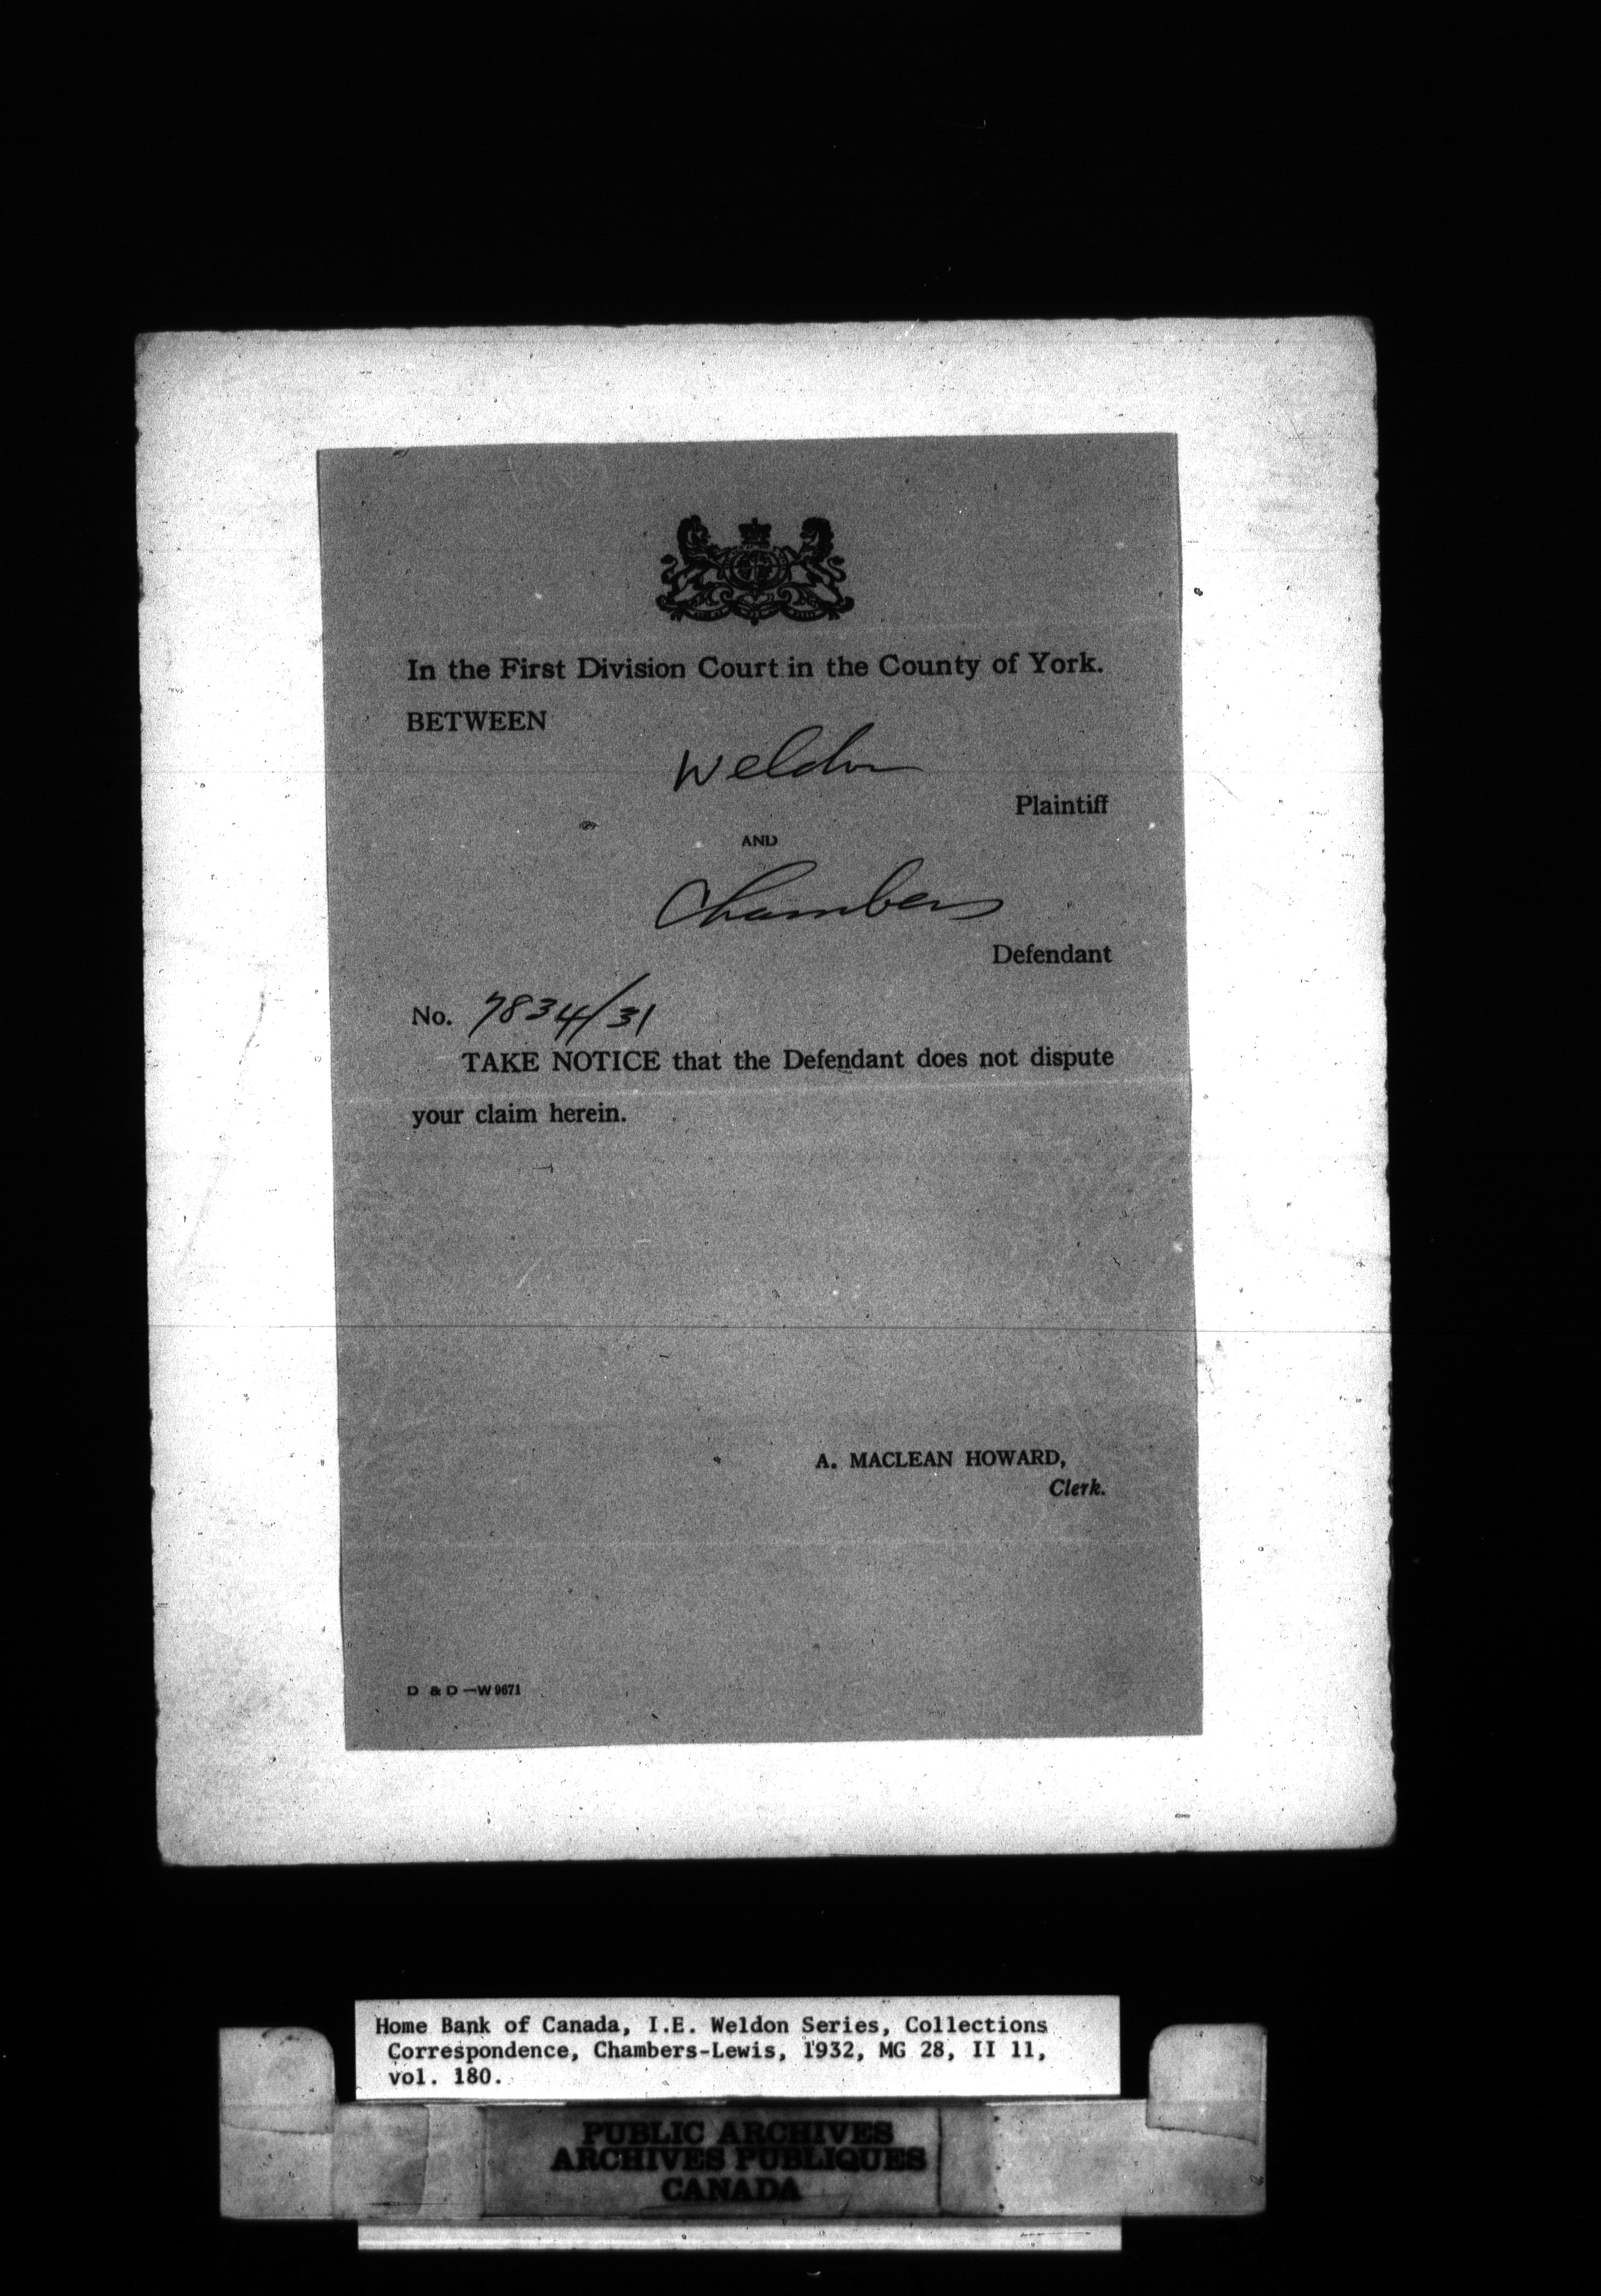 In the First Division Court in the County of York.
BETWEEN
Weldon
Plaintiff
AND
Chambers
Defendant
No. 7834/31
TAKE NOTICE that the Defendant does not dispute
your claim herein.
A. MACLEAN HOWARD,
Clerk.
D & D—W 9671
Home Bank of Canada, I.E. Weldon Series, Collections
Correspondence, Chambers-Lewis, 1932, MG 28, II 11,
vol. 180.
PUBLIC ARCHIVES
ARCHIVES PUBLIQUES
CANADA